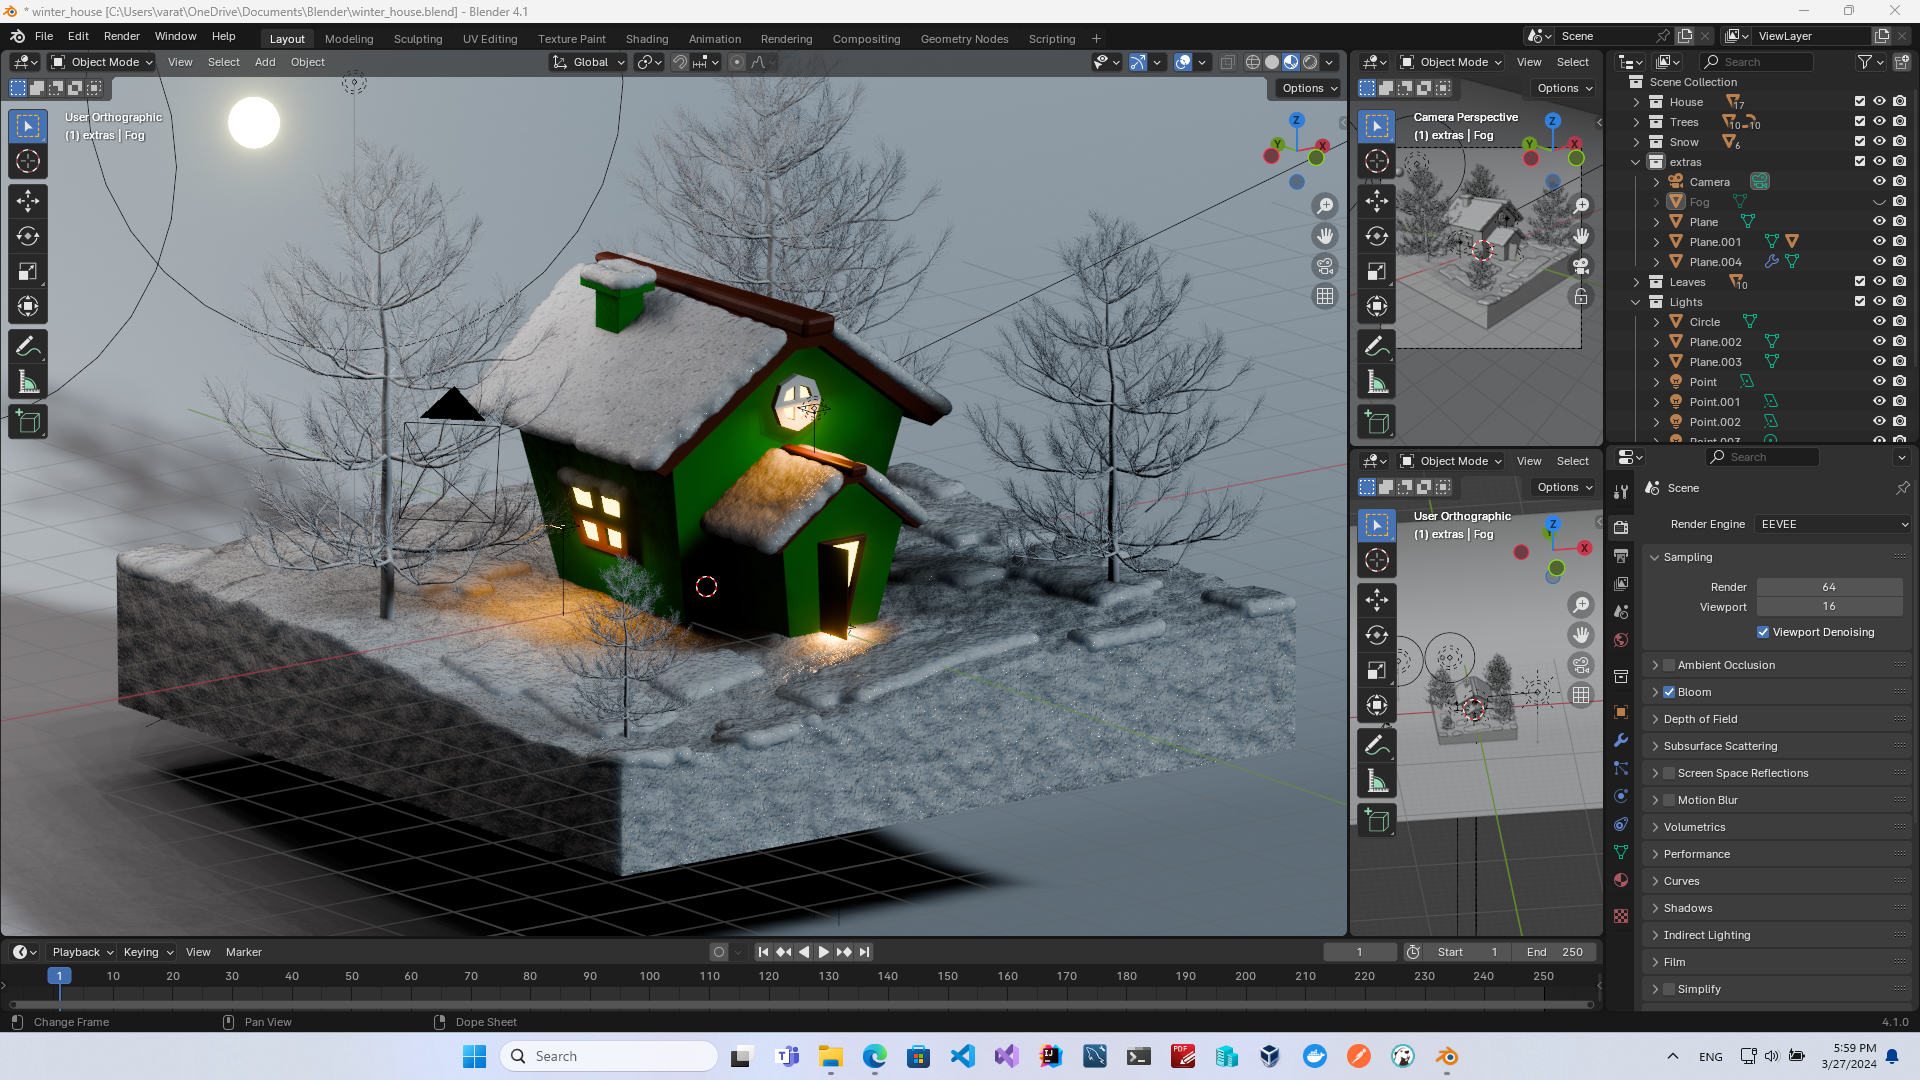 * winter_house [C:\Users\varat\OneDrive\Documents\Blender\winter_house.blend] - Blender 4.1
File Edit Render Window Help
Layout Modeling Sculpting UV Editing Texture Paint Shading Animation Rendering Compositing Geometry Nodes Scripting +
Scene
ViewLayer
Object Mode View Select Add Object
Global
Options
User Orthographic
(1) extras | Fog
Z
Y
X
Object Mode View Select
Options
Camera Perspective
(1) extras | Fog
Z
Y
X
Object Mode View Select
Options
User Orthographic
(1) extras | Fog
Z
Y
X
Search
Scene Collection
House 17
Trees 10 10
Snow 6
extras
Camera
Fog
Plane
Plane.001
Plane.004
Leaves 10
Lights
Circle
Plane.002
Plane.003
Point
Point.001
Point.002
Point.003
Search
Scene
Render Engine EEVEE
Sampling
Render 64
Viewport 16
Viewport Denoising
Ambient Occlusion
Bloom
Depth of Field
Subsurface Scattering
Screen Space Reflections
Motion Blur
Volumetrics
Performance
Curves
Shadows
Indirect Lighting
Film
Simplify
Playback Keying View Marker
1
Start 1
End 250
1 10 20 30 40 50 60 70 80 90 100 110 120 130 140 150 160 170 180 190 200 210 220 230 240 250
Change Frame Pan View Dope Sheet
4.1.0
Search
PDF
ENG
5:59 PM
3/27/2024